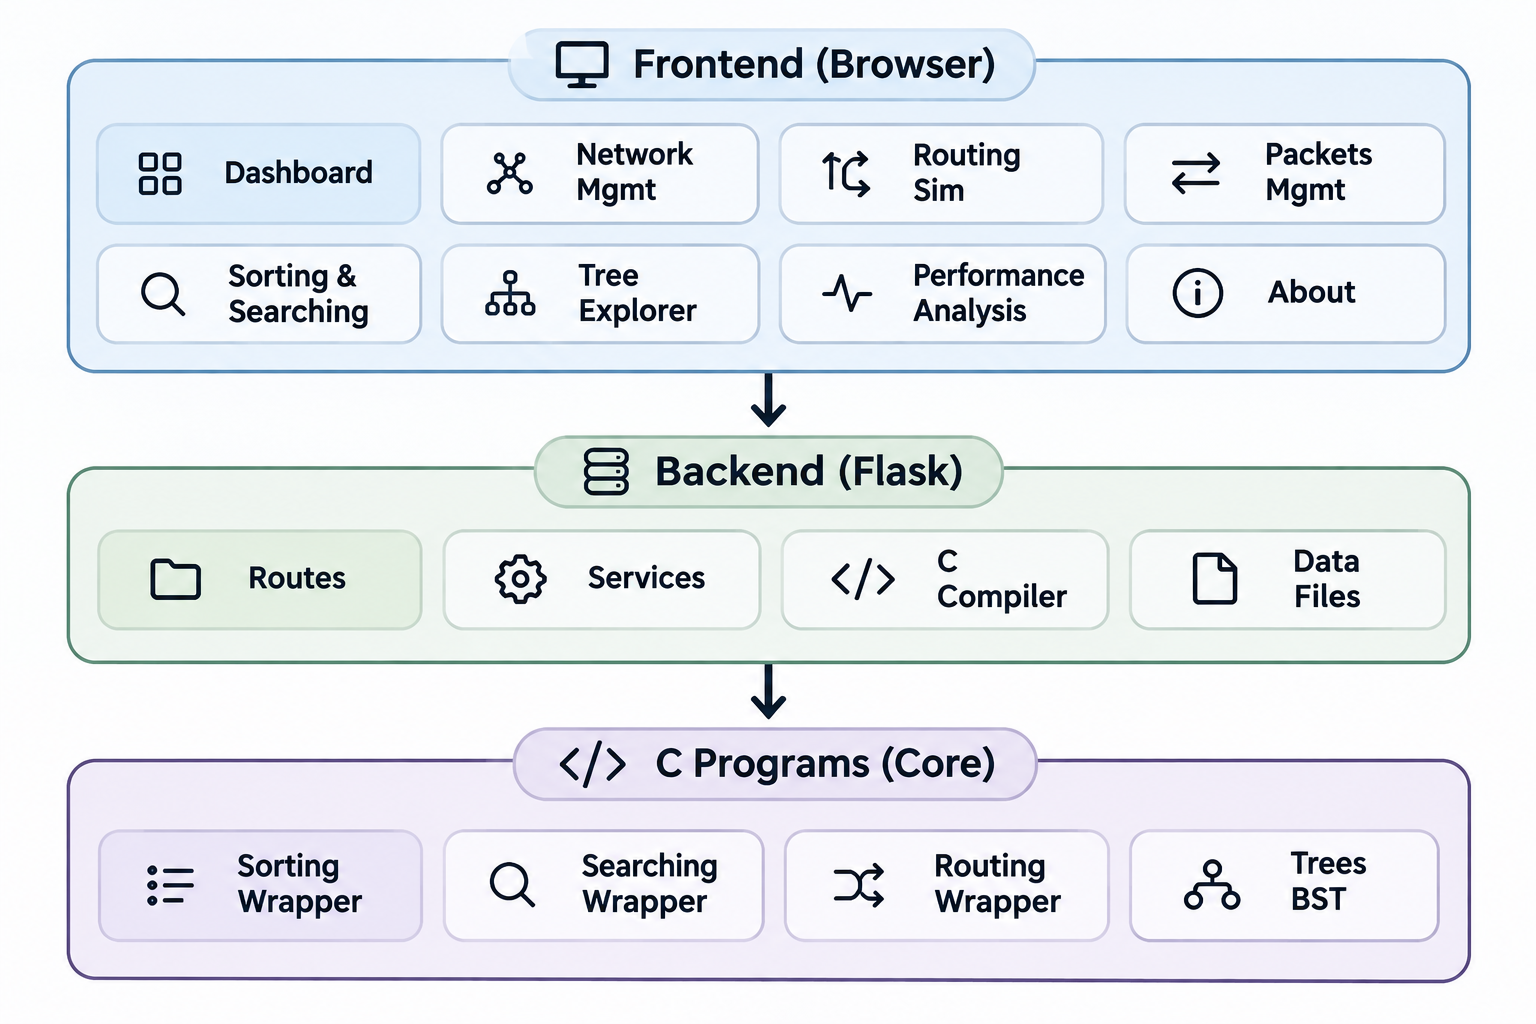 Frontend (Browser)
Dashboard
Network
Mgmt
Routing
Sim
Packets
Mgmt
Sorting &
Searching
Tree
Explorer
Performance
Analysis
About
Backend (Flask)
Routes
Services
C
Compiler
Data
Files
C Programs (Core)
Sorting
Wrapper
Searching
Wrapper
Routing
Wrapper
Trees
BST